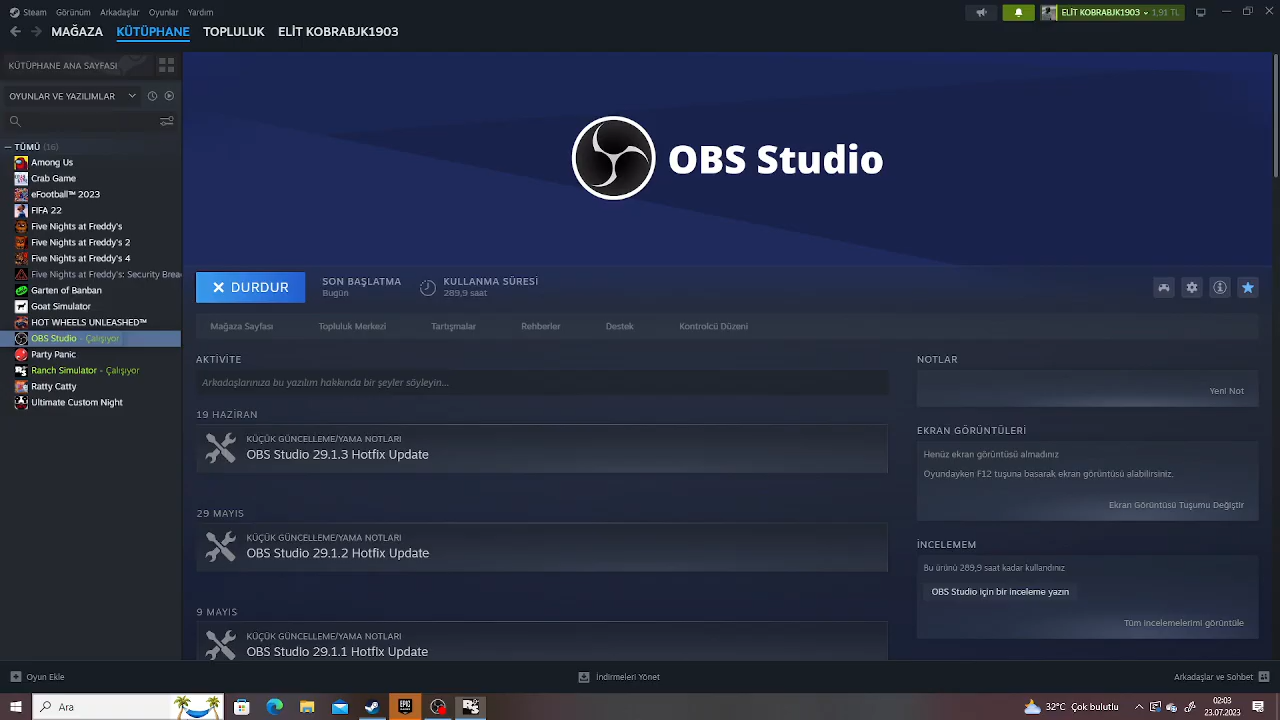 Steam Görünüm Arkadaşlar Oyunlar Yardım
ELİT KOBRABJK1903 1,91 TL
MAĞAZA KÜTÜPHANE TOPLULUK ELİT KOBRABJK1903
KÜTÜPHANE ANA SAYFASI
OYUNLAR VE YAZILIMLAR
TÜMÜ (16)
Among Us
Crab Game
eFootball™ 2023
FIFA 22
Five Nights at Freddy's
Five Nights at Freddy's 2
Five Nights at Freddy's 4
Five Nights at Freddy's: Security Brea
Garten of Banban
Goat Simulator
HOT WHEELS UNLEASHED™
OBS Studio - Çalışıyor
Party Panic
Ranch Simulator - Çalışıyor
Ratty Catty
Ultimate Custom Night
OBS Studio
DURDUR
SON BAŞLATMA
Bugün
KULLANMA SÜRESİ
289,9 saat
Mağaza Sayfası Topluluk Merkezi Tartışmalar Rehberler Destek Kontrolcü Düzeni
AKTİVİTE
Arkadaşlarınıza bu yazılım hakkında bir şeyler söyleyin...
19 HAZİRAN
KÜÇÜK GÜNCELLEME/YAMA NOTLARI
OBS Studio 29.1.3 Hotfix Update
29 MAYIS
KÜÇÜK GÜNCELLEME/YAMA NOTLARI
OBS Studio 29.1.2 Hotfix Update
9 MAYIS
KÜÇÜK GÜNCELLEME/YAMA NOTLARI
OBS Studio 29.1.1 Hotfix Update
NOTLAR
Yeni Not
EKRAN GÖRÜNTÜLERİ
Henüz ekran görüntüsü almadınız
Oyundayken F12 tuşuna basarak ekran görüntüsü alabilirsiniz.
Ekran Görüntüsü Tuşumu Değiştir
İNCELEMEM
Bu ürünü 289,9 saat kadar kullandınız
OBS Studio için bir inceleme yazın
Tüm incelemelerimi görüntüle
Oyun Ekle İndirmeleri Yönet Arkadaşlar ve Sohbet
Ara
EPIC
32°C Çok bulutlu
02:03
23.07.2023